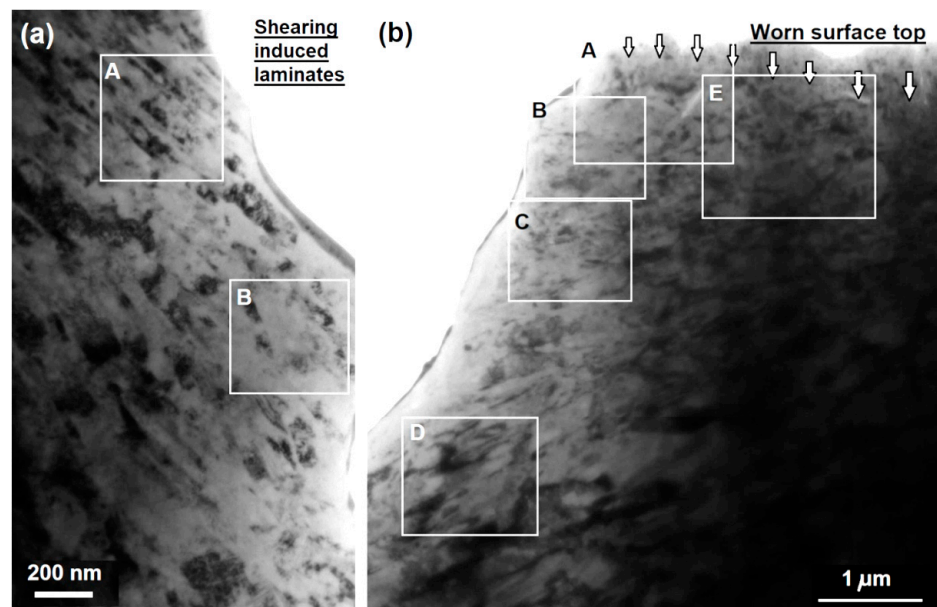 (a)
Shearing
induced
laminates
A
B
200 nm
(b)
Worn surface top
A
B
C
D
E
1 µm